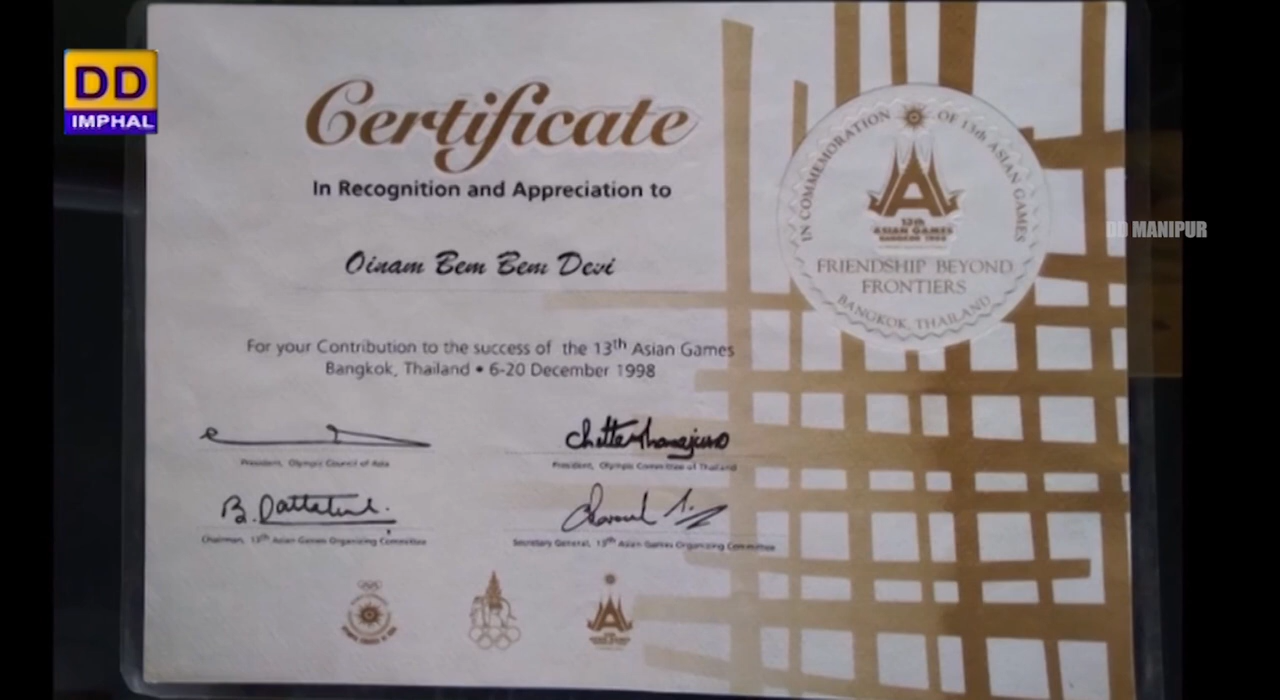 DD
IMPHAL
Certificate
In Recognition and Appreciation to
Oinam Bem Bem Devi
For your Contribution to the success of the 13th Asian Games
Bangkok, Thailand • 6-20 December 1998
President, Olympic Council of Asia
President, Olympic Committee of Thailand
B. Dattatul.
Chairman, 13th Asian Games Organizing Committee
Secretary General, 13th Asian Games Organizing Committee
IN COMMEMORATION OF 13th ASIAN GAMES
13th
ASIAN GAMES
BANGKOK 1998
FRIENDSHIP BEYOND
FRONTIERS
BANGKOK, THAILAND
DD MANIPUR